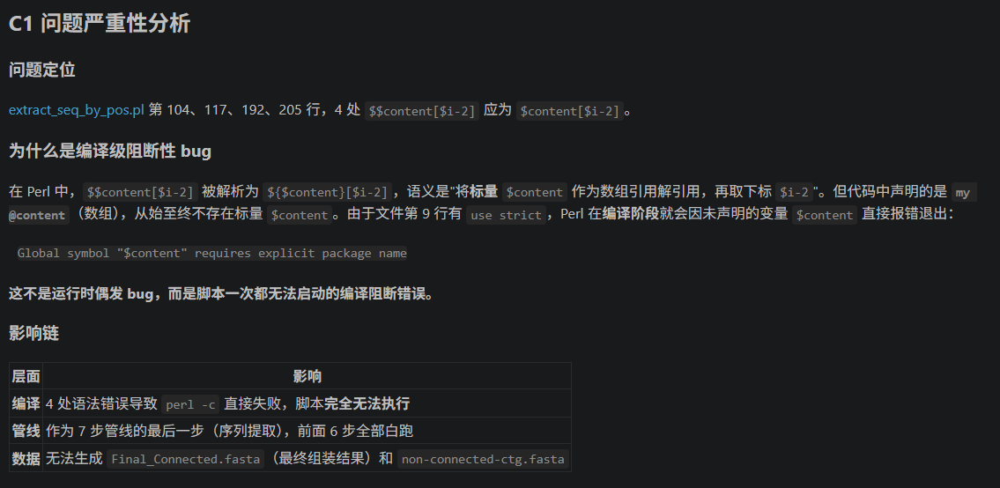 C1 问题严重性分析
问题定位
extract_seq_by_pos.pl 第 104、117、192、205 行，4 处 $$content[$i-2] 应为 $content[$i-2]。
为什么是编译级阻断性 bug
在 Perl 中，$$content[$i-2] 被解析为 ${$content}[$i-2]，语义是"将标量 $content 作为数组引用解引用，再取下标 $i-2"。但代码中声明的是 my
@content（数组），从始至终不存在标量 $content。由于文件第 9 行有 use strict，Perl 在编译阶段就会因未声明的变量 $content 直接报错退出：
Global symbol "$content" requires explicit package name
这不是运行时偶发 bug，而是脚本一次都无法启动的编译阻断错误。
影响链
层面 影响
编译 4 处语法错误导致 perl -c 直接失败，脚本完全无法执行
管线 作为 7 步管线的最后一步（序列提取），前面 6 步全部白跑
数据 无法生成 Final_Connected.fasta（最终组装结果）和 non-connected-ctg.fasta